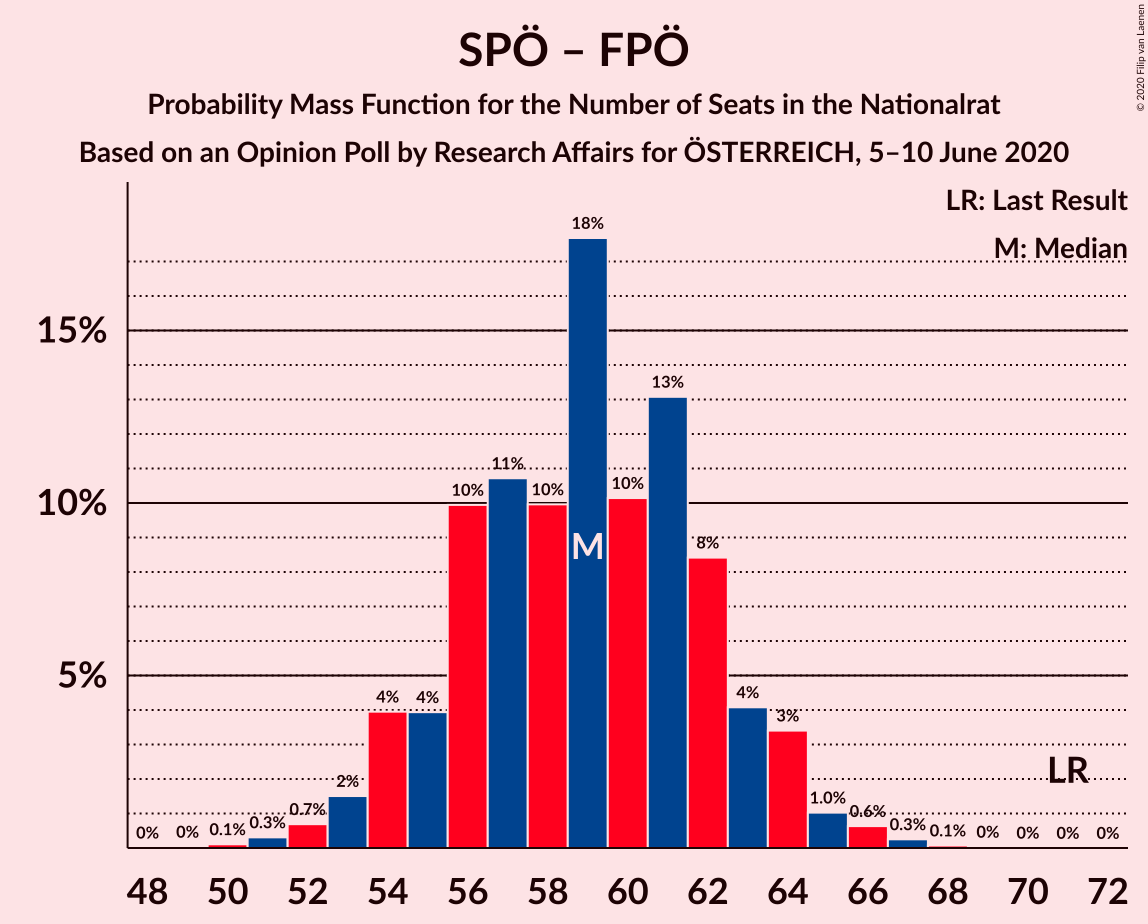 SPÖ – FPÖ
Probability Mass Function for the Number of Seats in the Nationalrat
Based on an Opinion Poll by Research Affairs for ÖSTERREICH, 5–10 June 2020
© 2020 Filip van Laenen
LR: Last Result
M: Median
15%
10%
5%
0% 0% 0.1% 0.3% 0.7% 2% 4% 4% 10% 11% 10% 18% 10% 13% 8% 4% 3% 1.0% 0.6% 0.3% 0.1% 0% 0% 0% 0%
M
LR
48 50 52 54 56 58 60 62 64 66 68 70 72